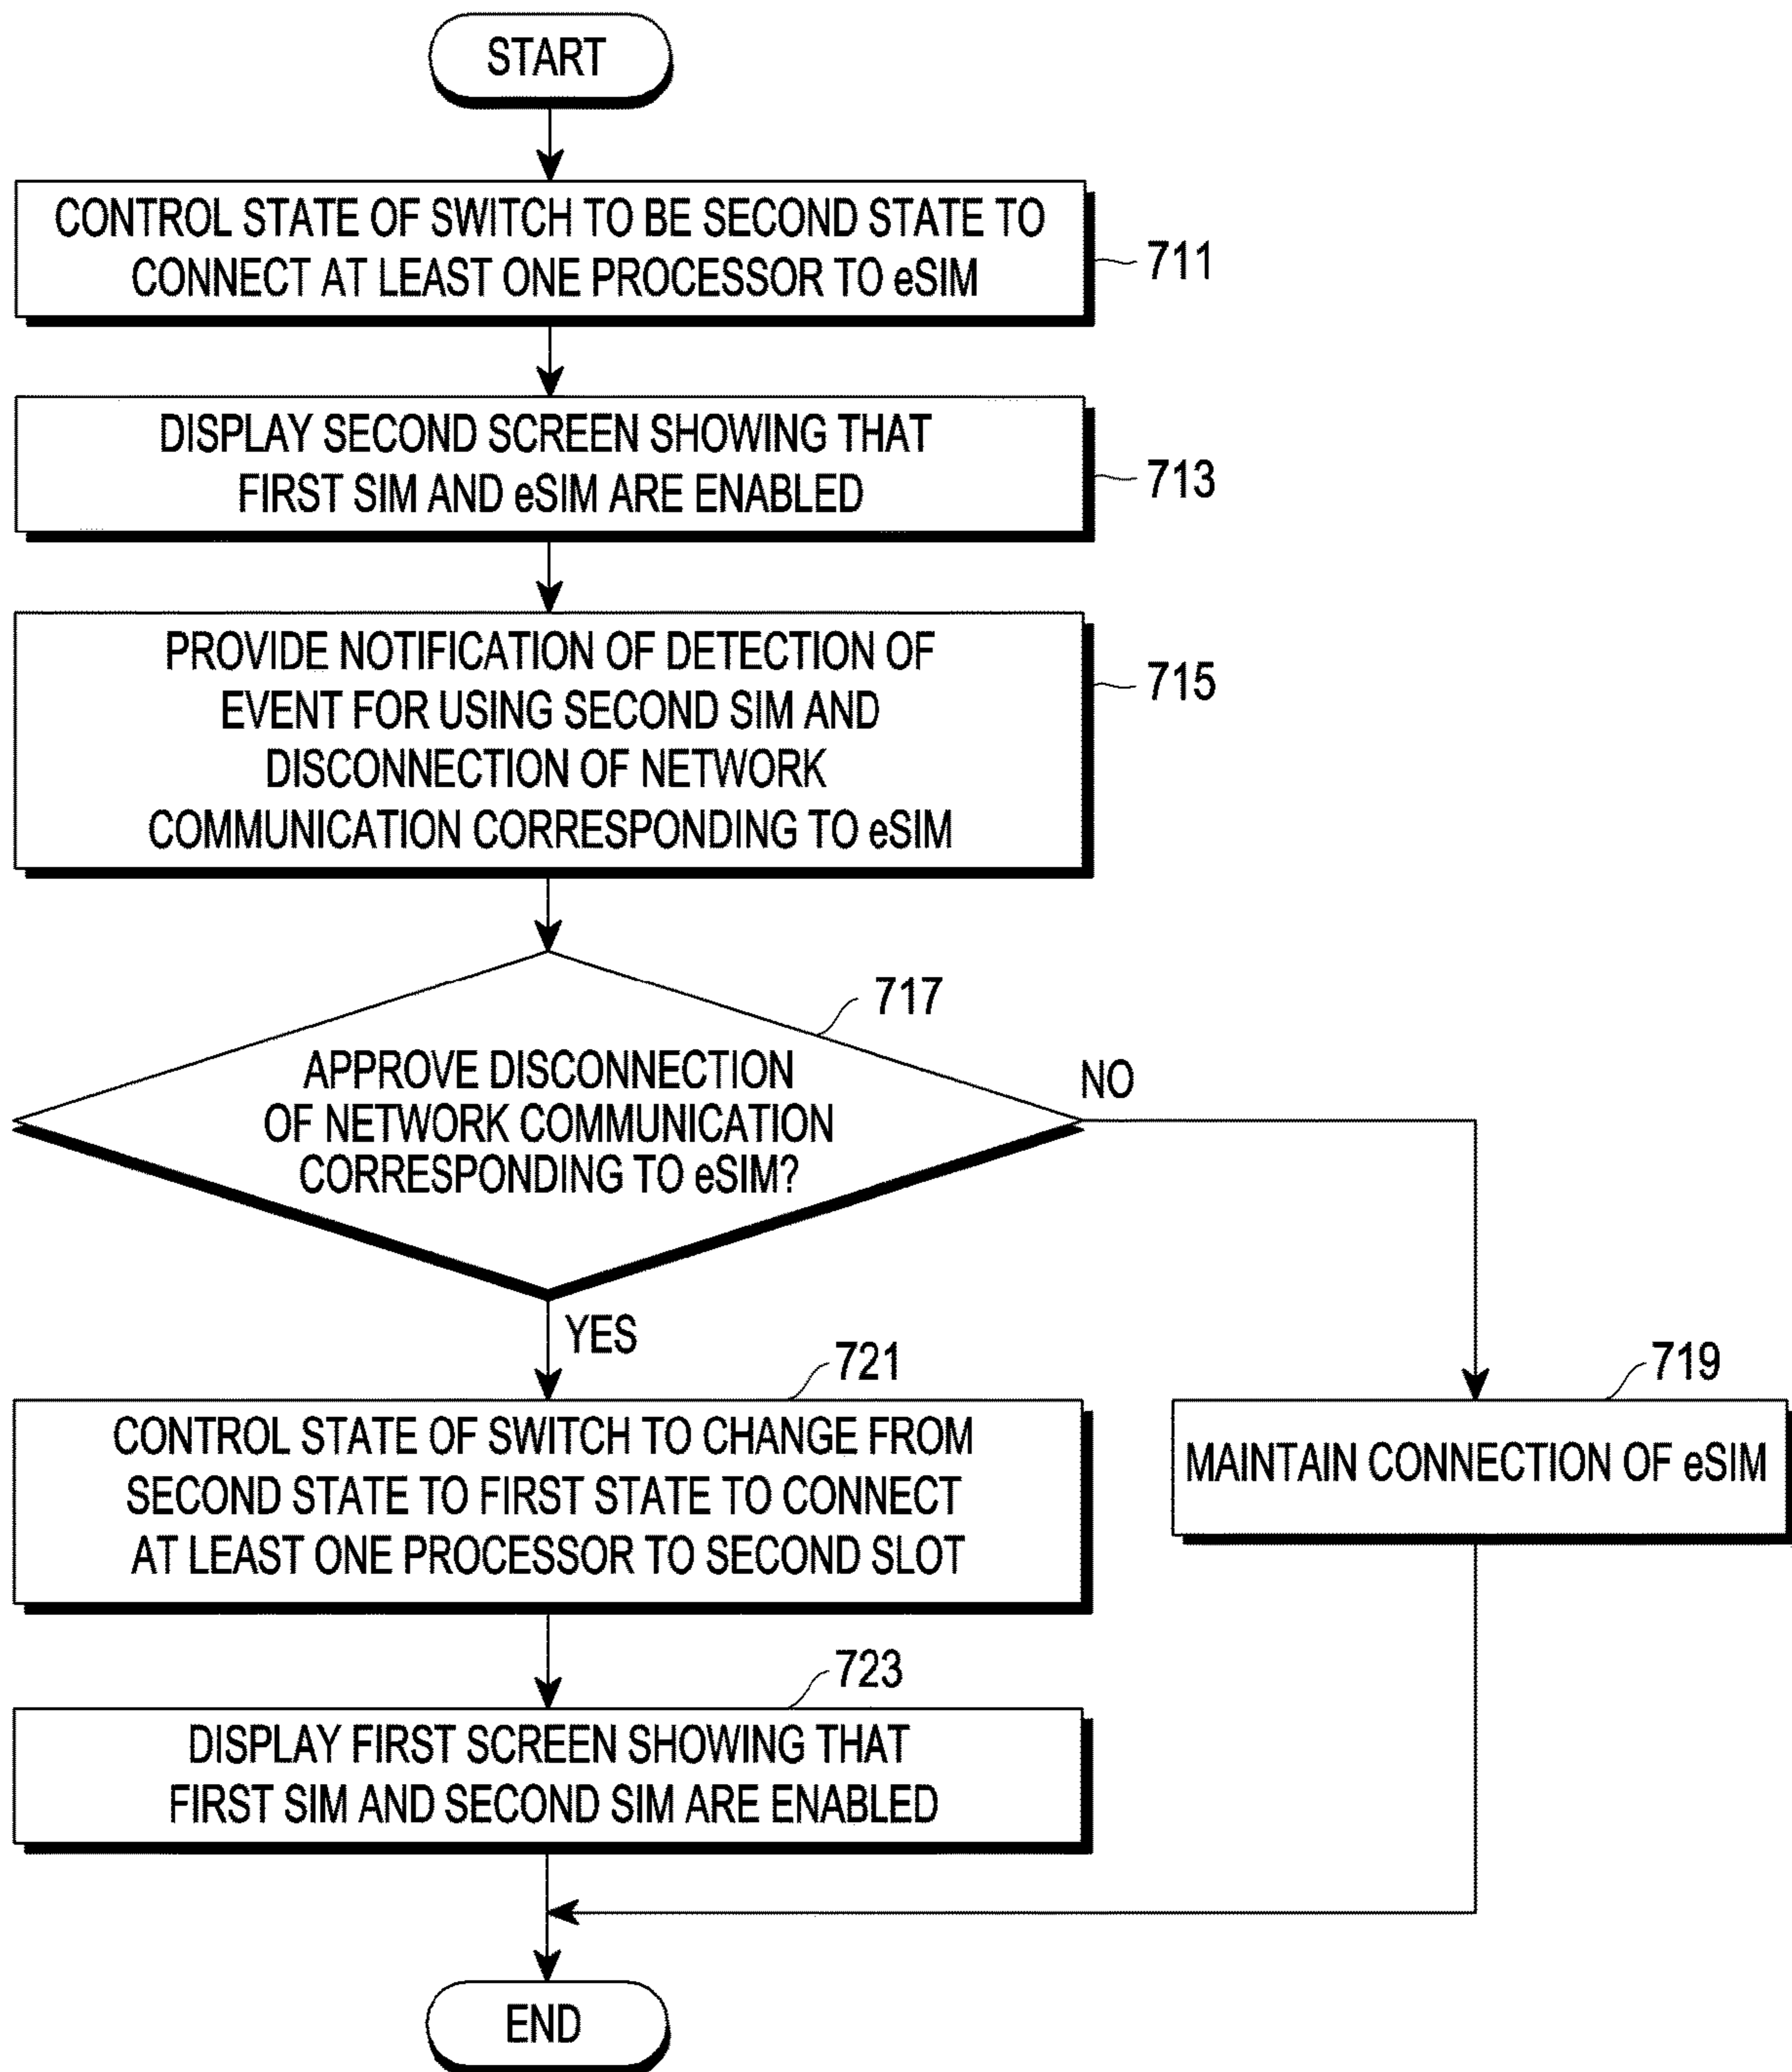 START
CONTROL STATE OF SWITCH TO BE SECOND STATE TO
CONNECT AT LEAST ONE PROCESSOR TO eSIM
711
DISPLAY SECOND SCREEN SHOWING THAT
FIRST SIM AND eSIM ARE ENABLED
713
PROVIDE NOTIFICATION OF DETECTION OF
EVENT FOR USING SECOND SIM AND
DISCONNECTION OF NETWORK
COMMUNICATION CORRESPONDING TO eSIM
715
717
APPROVE DISCONNECTION
OF NETWORK COMMUNICATION
CORRESPONDING TO eSIM?
NO
YES
721
CONTROL STATE OF SWITCH TO CHANGE FROM
SECOND STATE TO FIRST STATE TO CONNECT
AT LEAST ONE PROCESSOR TO SECOND SLOT
719
MAINTAIN CONNECTION OF eSIM
723
DISPLAY FIRST SCREEN SHOWING THAT
FIRST SIM AND SECOND SIM ARE ENABLED
END